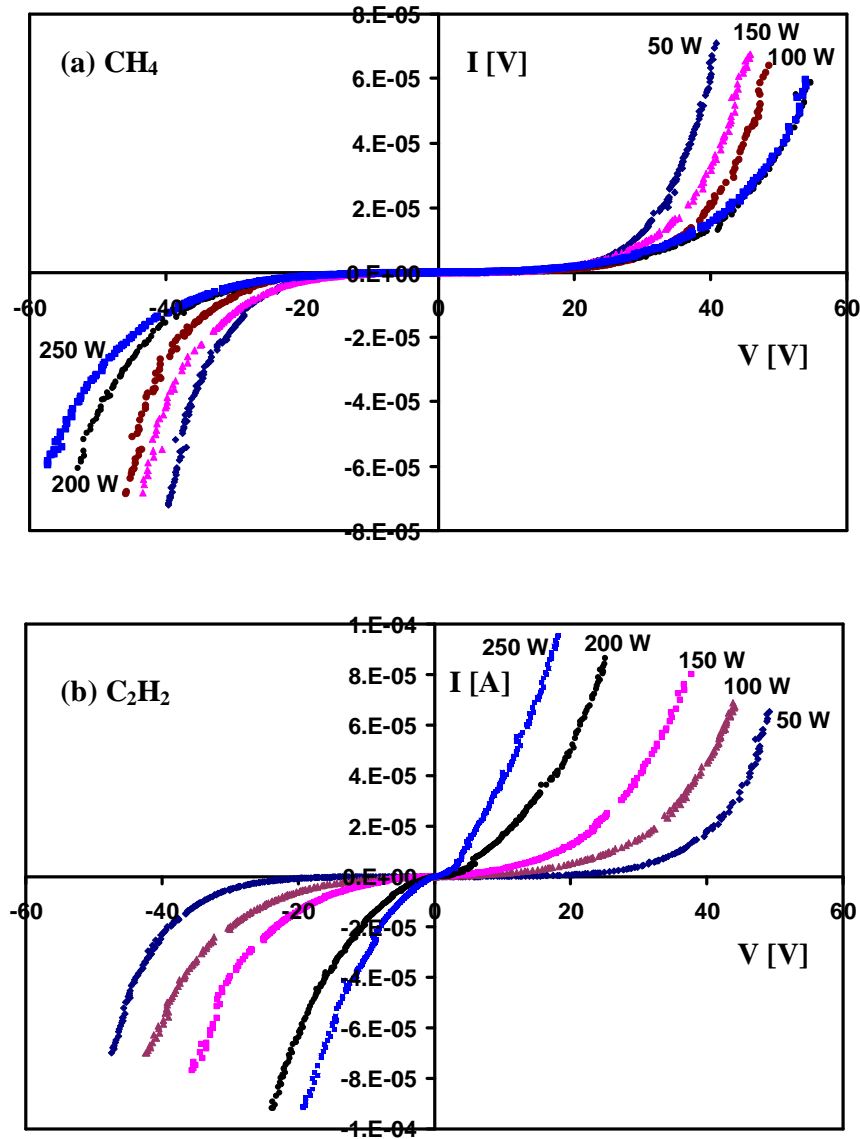 8.E-05
(a) CH₄
I [V]
50 W
150 W
100 W
6.E-05
4.E-05
2.E-05
0.E+00
-60
-40
-20
0
20
40
60
V [V]
250 W
200 W
-2.E-05
-4.E-05
-6.E-05
-8.E-05
1.E-04
(b) C₂H₂
I [A]
250 W
200 W
150 W
100 W
50 W
8.E-05
6.E-05
4.E-05
2.E-05
0.E+00
-60
-40
-20
0
20
40
60
V [V]
-2.E-05
-4.E-05
-6.E-05
-8.E-05
-1.E-04